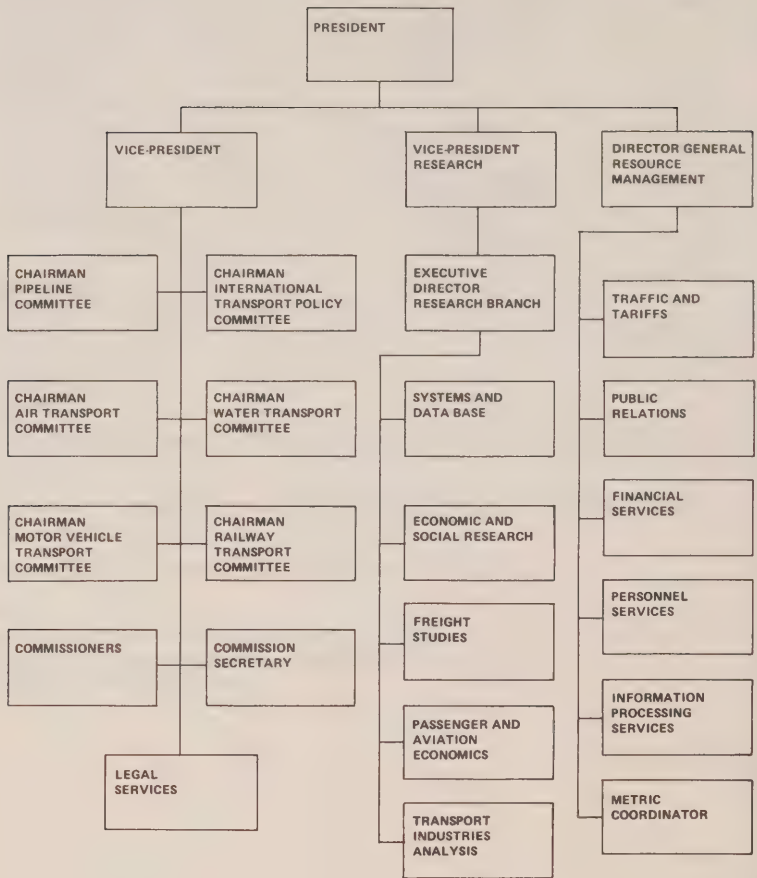 PRESIDENT
VICE-PRESIDENT
VICE-PRESIDENT
RESEARCH
DIRECTOR GENERAL
RESOURCE
MANAGEMENT
CHAIRMAN
PIPELINE
COMMITTEE
CHAIRMAN
INTERNATIONAL
TRANSPORT POLICY
COMMITTEE
CHAIRMAN
AIR TRANSPORT
COMMITTEE
CHAIRMAN
WATER TRANSPORT
COMMITTEE
CHAIRMAN
MOTOR VEHICLE
TRANSPORT
COMMITTEE
CHAIRMAN
RAILWAY
TRANSPORT
COMMITTEE
COMMISSIONERS
COMMISSION
SECRETARY
LEGAL
SERVICES
EXECUTIVE
DIRECTOR
RESEARCH BRANCH
SYSTEMS AND
DATA BASE
ECONOMIC AND
SOCIAL RESEARCH
FREIGHT
STUDIES
PASSENGER AND
AVIATION
ECONOMICS
TRANSPORT
INDUSTRIES
ANALYSIS
TRAFFIC AND
TARIFFS
PUBLIC
RELATIONS
FINANCIAL
SERVICES
PERSONNEL
SERVICES
INFORMATION
PROCESSING
SERVICES
METRIC
COORDINATOR